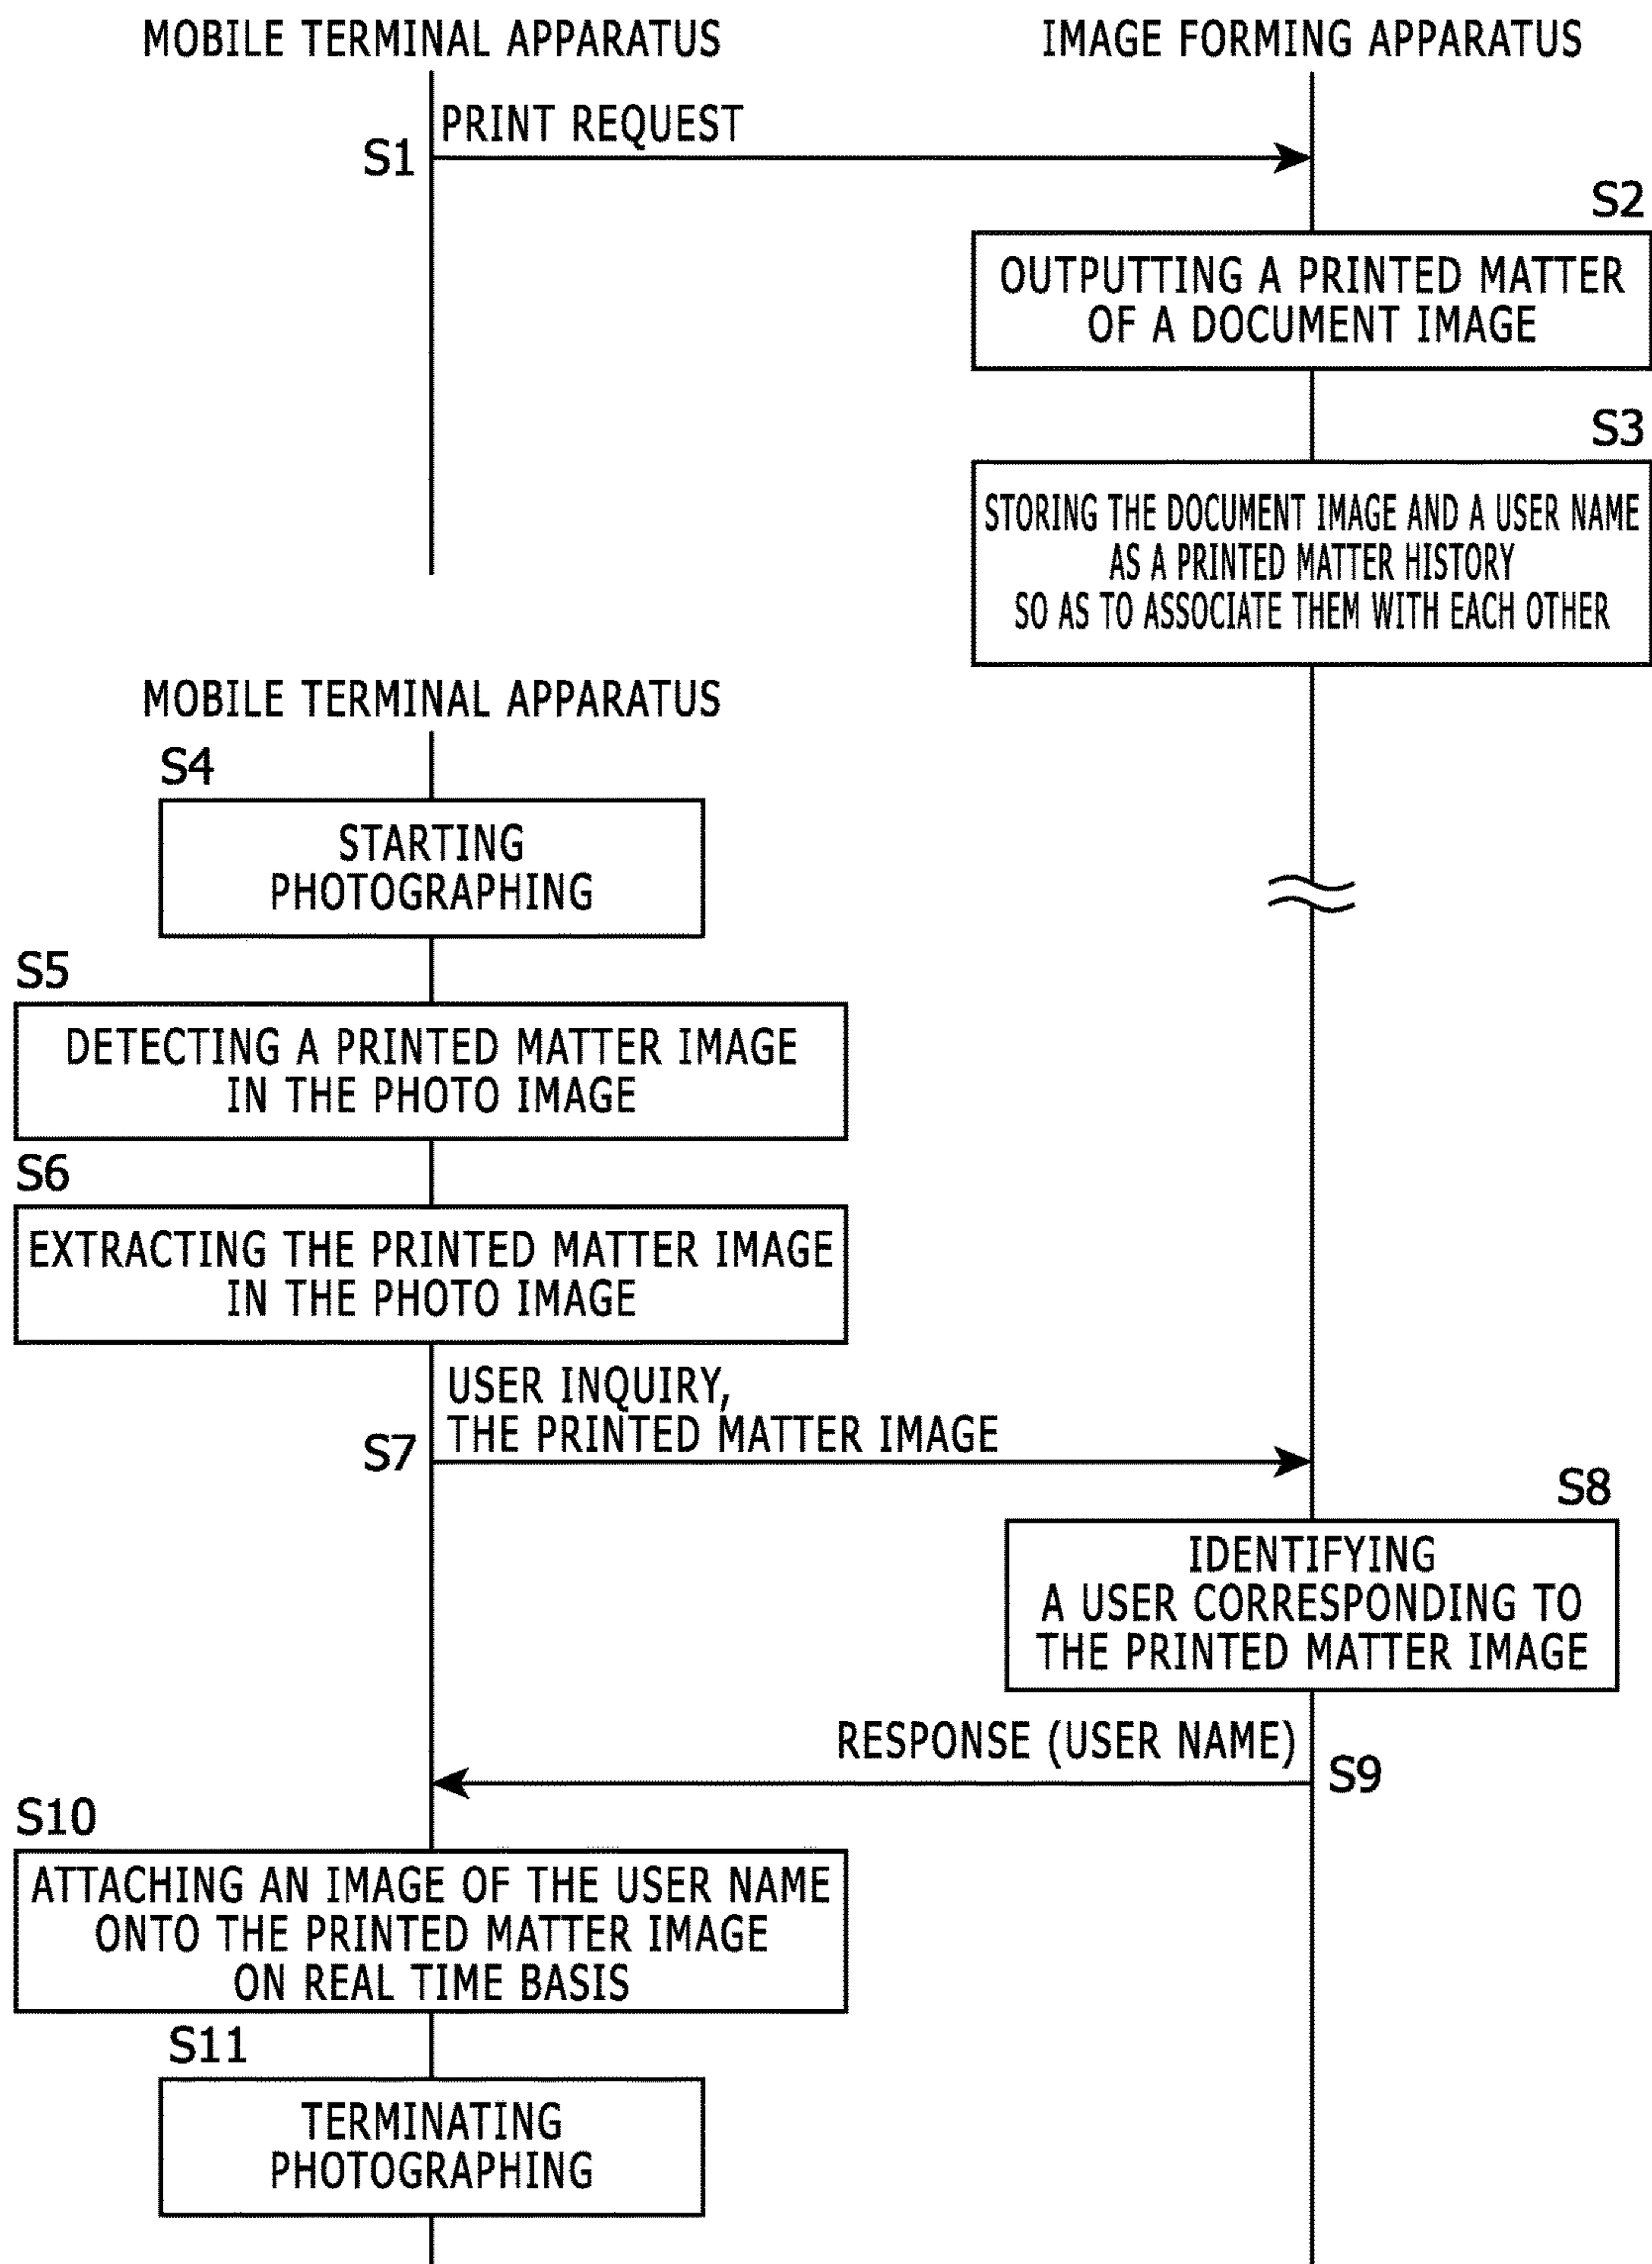 MOBILE TERMINAL APPARATUS
IMAGE FORMING APPARATUS
PRINT REQUEST
S1
S2
OUTPUTTING A PRINTED MATTER
OF A DOCUMENT IMAGE
S3
STORING THE DOCUMENT IMAGE AND A USER NAME
AS A PRINTED MATTER HISTORY
SO AS TO ASSOCIATE THEM WITH EACH OTHER
MOBILE TERMINAL APPARATUS
S4
STARTING
PHOTOGRAPHING
S5
DETECTING A PRINTED MATTER IMAGE
IN THE PHOTO IMAGE
S6
EXTRACTING THE PRINTED MATTER IMAGE
IN THE PHOTO IMAGE
USER INQUIRY,
THE PRINTED MATTER IMAGE
S7
S8
IDENTIFYING
A USER CORRESPONDING TO
THE PRINTED MATTER IMAGE
RESPONSE (USER NAME)
S9
S10
ATTACHING AN IMAGE OF THE USER NAME
ONTO THE PRINTED MATTER IMAGE
ON REAL TIME BASIS
S11
TERMINATING
PHOTOGRAPHING